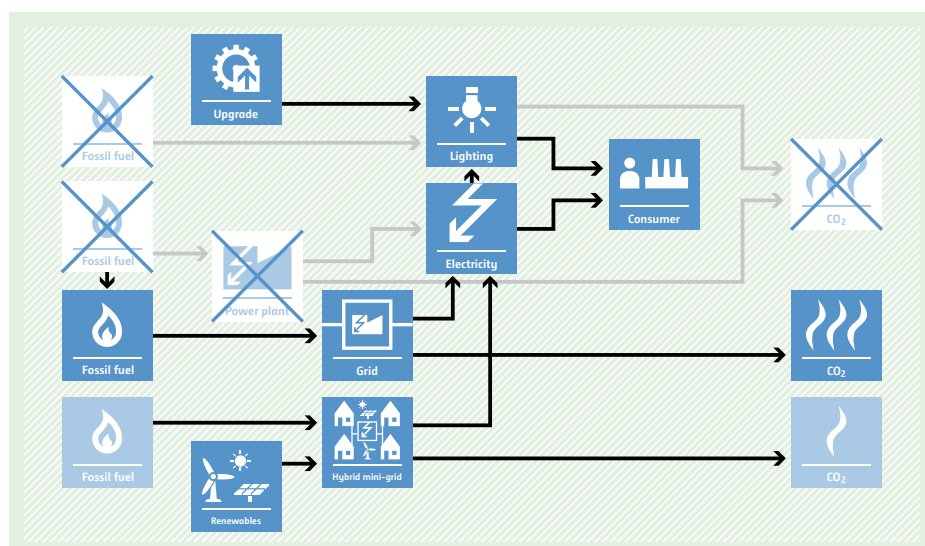 Upgrade
Fossil fuel
Lighting
Fossil fuel
Consumer
CO2
Electricity
Power plant
Fossil fuel
Grid
CO2
Fossil fuel
Hybrid mini-grid
CO2
Renewables